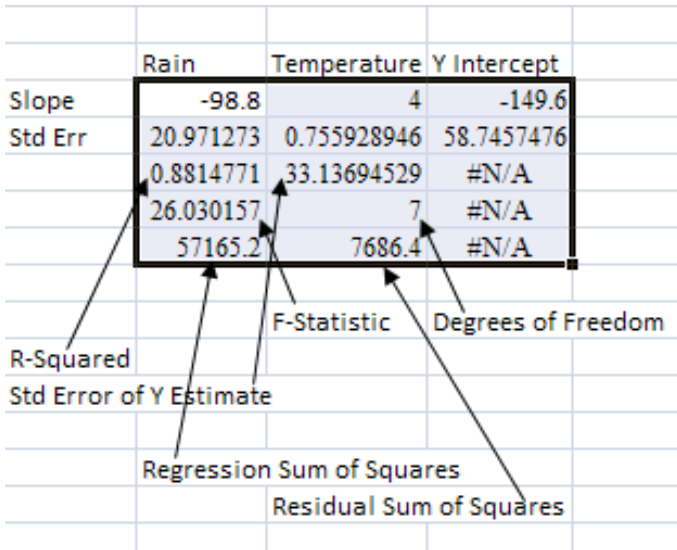 Rain Temperature Y Intercept
Slope -98.8 4 -149.6
Std Err 20.971273 0.755928946 58.7457476
0.8814771 33.13694529 #N/A
26.030157 7 #N/A
57165.2 7686.4 #N/A
F-Statistic Degrees of Freedom
R-Squared
Std Error of Y Estimate
Regression Sum of Squares
Residual Sum of Squares